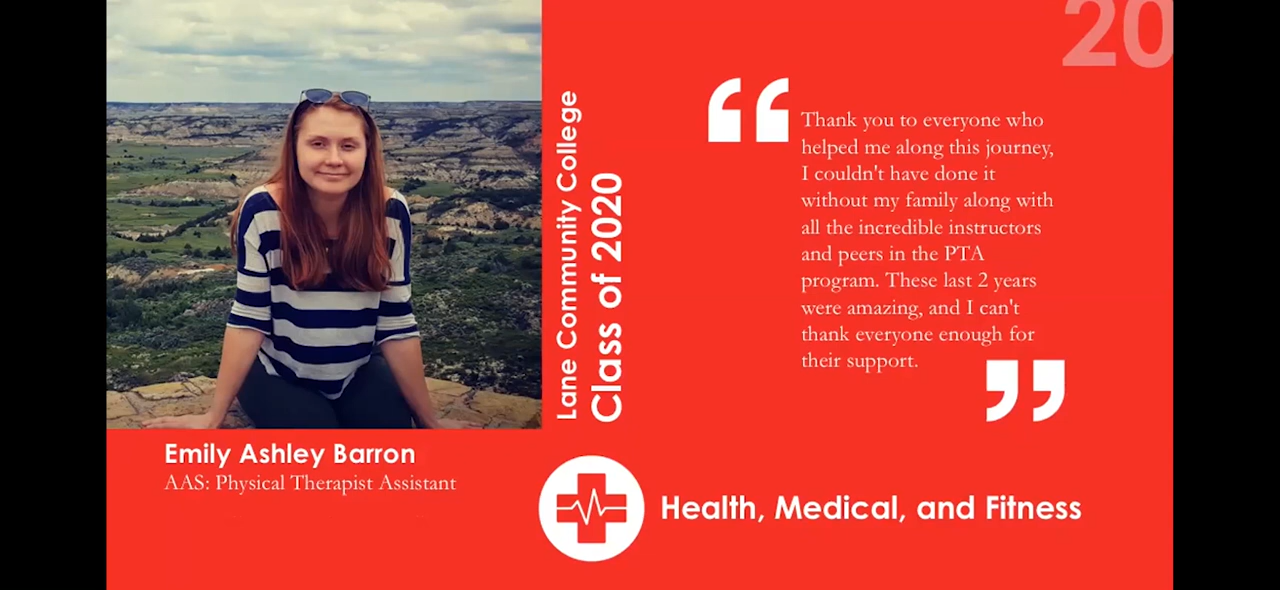 20
Lane Community College
Class of 2020
“
Thank you to everyone who
helped me along this journey,
I couldn't have done it
without my family along with
all the incredible instructors
and peers in the PTA
program. These last 2 years
were amazing, and I can't
thank everyone enough for
their support.
”
Emily Ashley Barron
AAS: Physical Therapist Assistant
Health, Medical, and Fitness